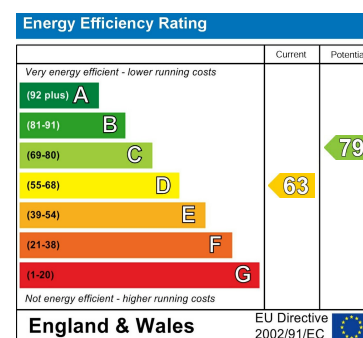 Energy Efficiency Rating
Current Potentia
Very energy efficient - lower running costs
(92 plus) A
(81-91) B
(69-80) C
79
(55-68) D
63
(39-54) E
(21-38) F
(1-20) G
Not energy efficient - higher running costs
England & Wales
EU Directive
2002/91/EC